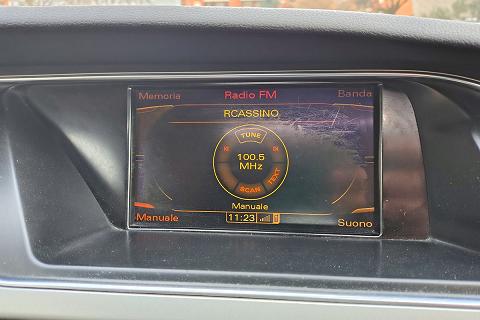 Memoria Radio FM Banda
RCASSINO
TUNE
100.5
MHz
SCAN TEXT
Manuale
Manuale 11:23 Suono